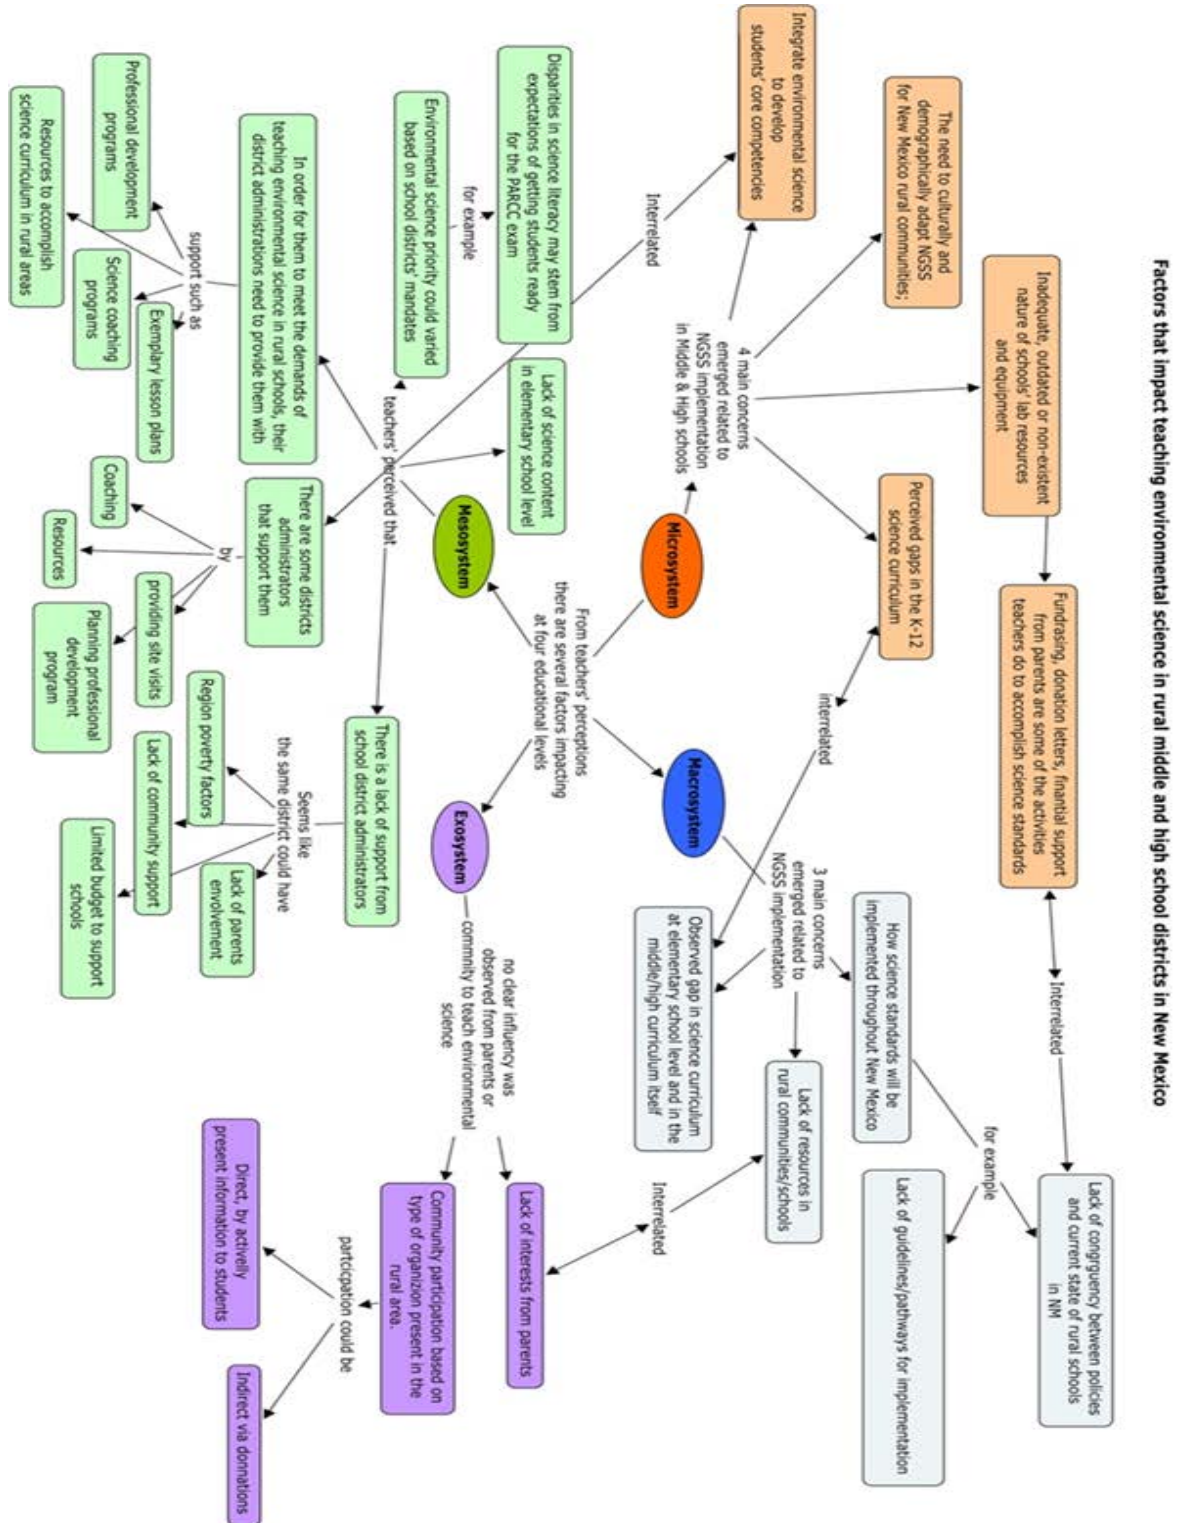 Factors that impact teaching environmental science in rural middle and high school districts in New Mexico
Inadequate, outdated or non-existent
nature of schools' lab resources
and equipment
Fundrasing, donation letters, finantial support
from parents are some of the activities
teachers do to accomplish science standards
Interrelated
Lack of congrguency between policies
and current state of rural schools
in NM
The need to culturally and
demographically adapt NGSS
for New Mexico rural communities;
Perceived gaps in the K-12
science curriculum
interrelated
How science standards will be
implemented throughout New Mexico
for example
Lack of guidelines/pathways for implementation
Integrate environmental science
to develop
students' core competencies
4 main concerns
emerged related to
NGSS implementation
in Middle & High schools
3 main concerns
emerged related to
NGSS implementation
Lack of resources in
rural communities/schools
Interrelated
Microsystem
Macrosystem
Observed gap in science curriculum
at elementary school level and in the
middle/high curriculum itself
Interrelated
From teachers' perceptions
there are several factors impacting
at four educational levels
Disparities in science literacy may stem from
expectations of getting students ready
for the PARCC exam
Lack of science content
in elementary school level
Mesosystem
Exosystem
no clear influency was
observed from parents or
commnity to teach environmental
science
Lack of interests from parents
for example
Environmental science priority could varied
based on school districts' mandates
teachers' perceived that
Community participation based on
type of organizion present in the
rural area.
In order for them to meet the demands of
teaching environmental science in rural schools, their
district administrations need to provide them with
There are some districts
administrators
that support them
There is a lack of support from
school district administrators
partcicpation could be
support such as
by
Seems like
the same district could have
Direct, by activelly
present information to students
Indirect via donnations
Professional development
programs
Exemplary lesson plans
Science coaching
programs
Resources to accomplish
science curriculum in rural areas
Coaching
Resources
providing site visits
Planning professional
development
program
Region poverty factors
Lack of parents
envolvement
Lack of community support
Limited budget to support
schools